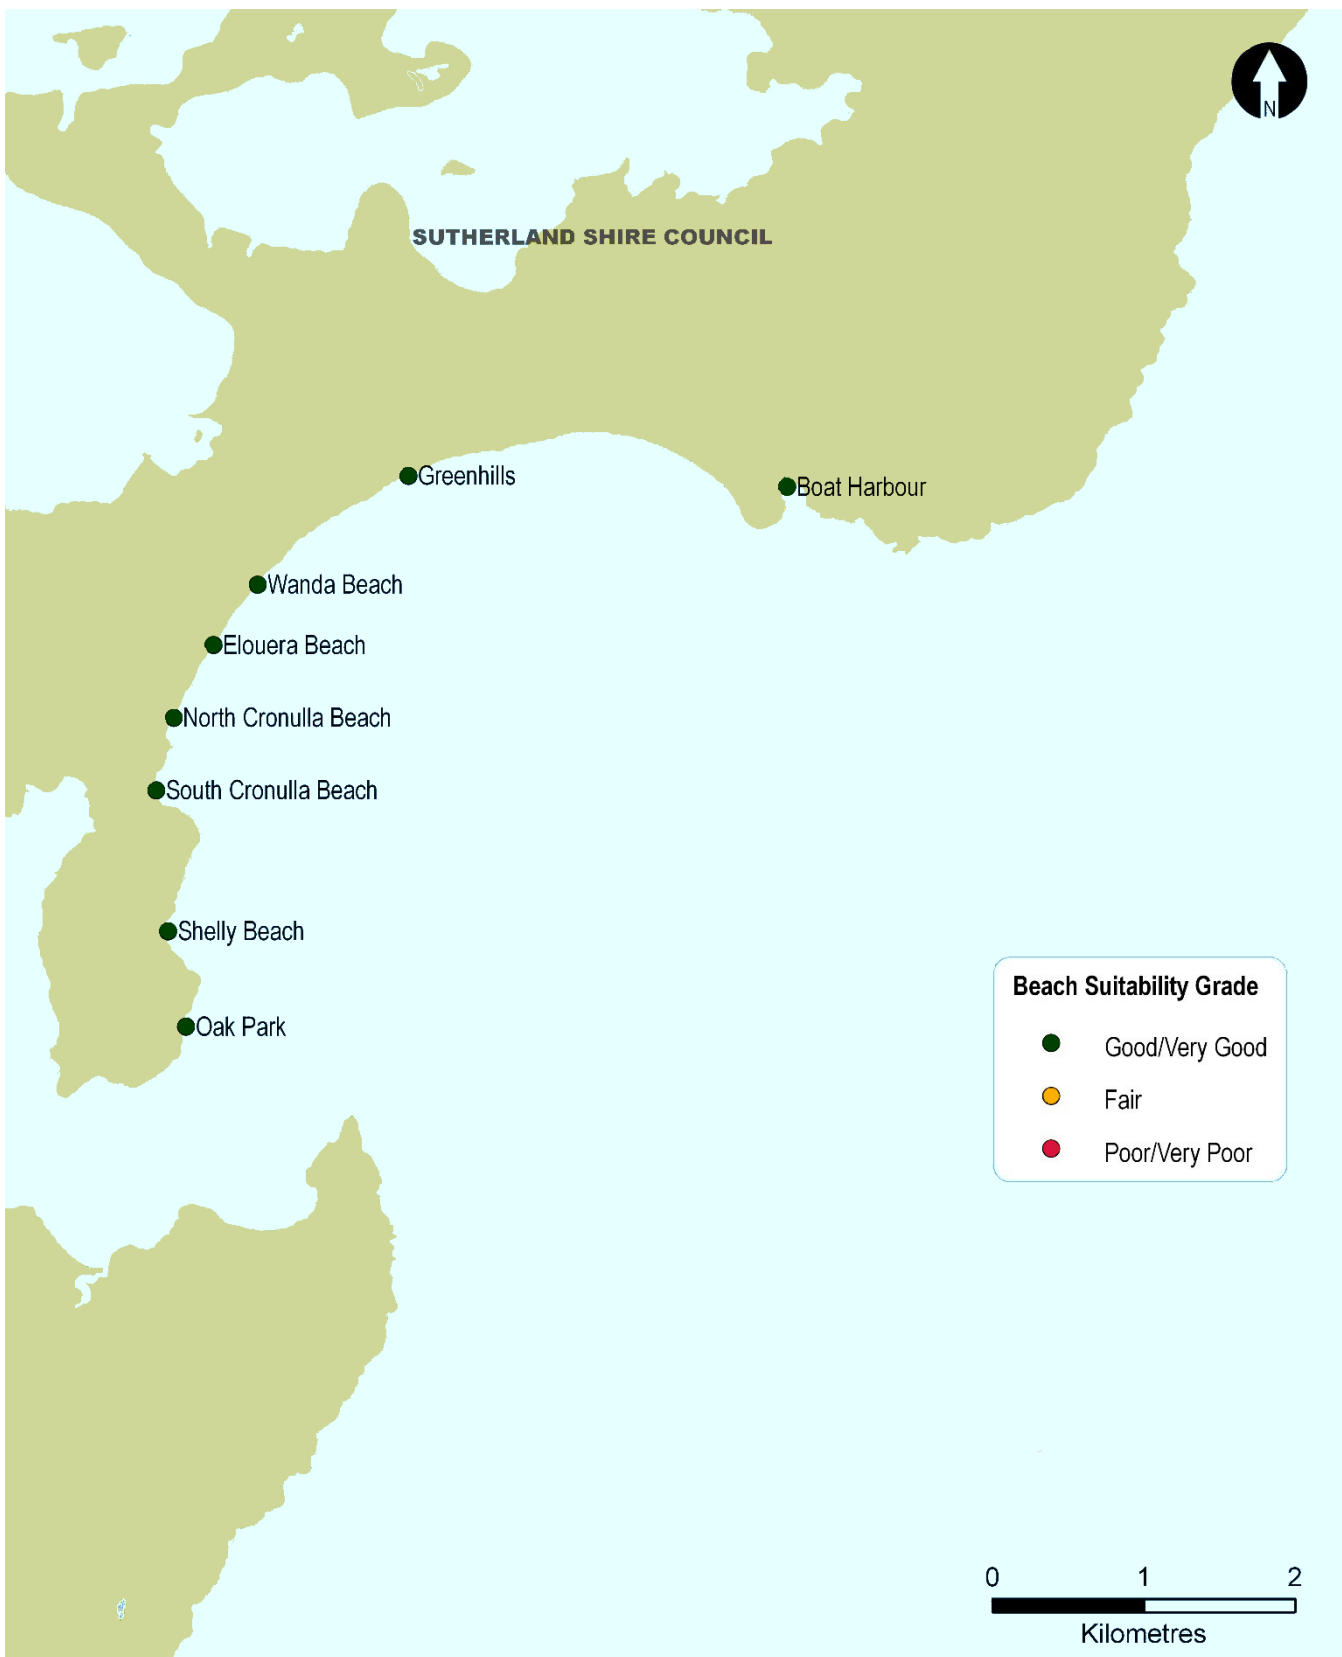 N
SUTHERLAND SHIRE COUNCIL
Greenhills
Boat Harbour
Wanda Beach
Elouera Beach
North Cronulla Beach
South Cronulla Beach
Shelly Beach
Oak Park
Beach Suitability Grade
Good/Very Good
Fair
Poor/Very Poor
0 1 2
Kilometres